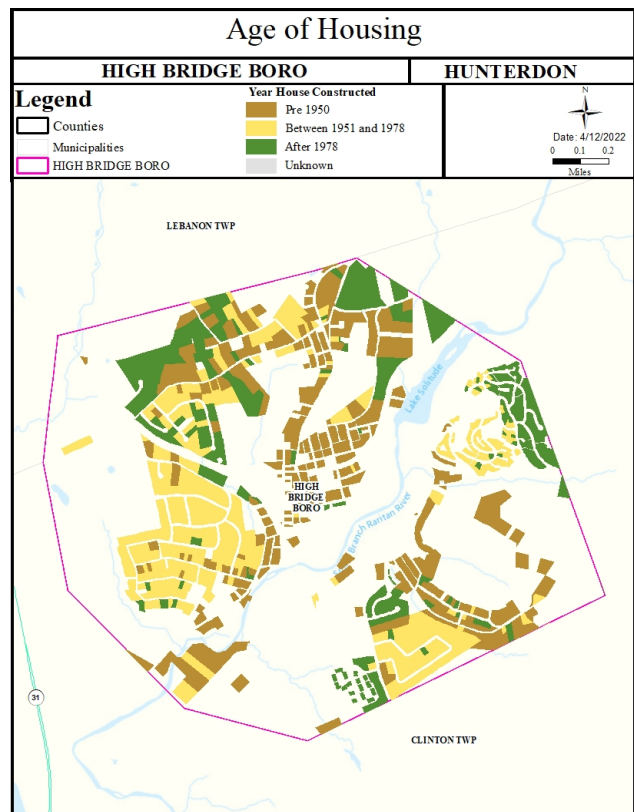 Age of Housing
HIGH BRIDGE BORO
HUNTERDON
Legend
Counties
Municipalities
HIGH BRIDGE BORO
Year House Constructed
Pre 1950
Between 1951 and 1978
After 1978
Unknown
N
Date: 4/12/2022
0 0.1 0.2
Miles
LEBANON TWP
Lake Solitude
HIGH
BRIDGE
BORO
Branch Raritan River
31
CLINTON TWP